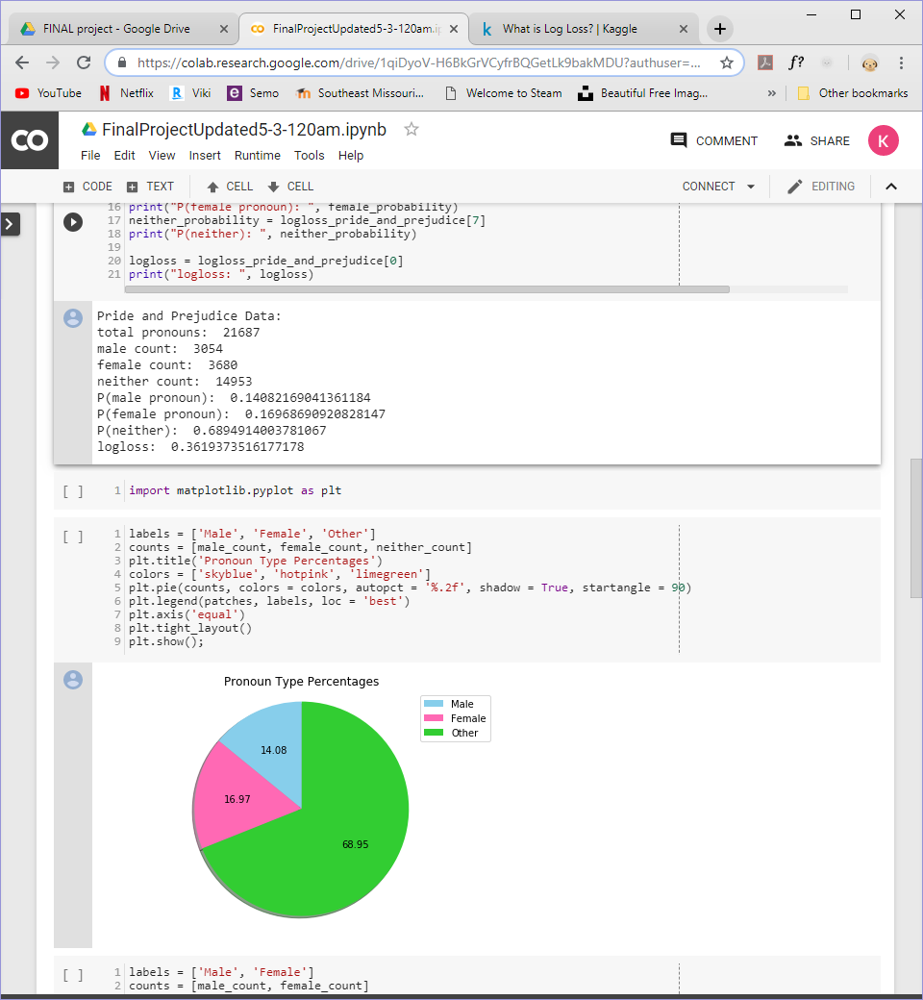 FINAL project - Google Drive
FinalProjectUpdated5-3-120am.i
What is Log Loss? | Kaggle
https://colab.research.google.com/drive/1qiDyoV-H6BkGrVCyfrBQGetLk9bakMDU?authuser=...
f?
YouTube Netflix Viki Semo Southeast Missouri... Welcome to Steam Beautiful Free Imag... » Other bookmarks
CO FinalProjectUpdated5-3-120am.ipynb
File Edit View Insert Runtime Tools Help
COMMENT SHARE K
CODE TEXT CELL CELL CONNECT EDITING
16 print("P(female pronoun): ", female_probability)
17 neither_probability = logloss_pride_and_prejudice[7]
18 print("P(neither): ", neither_probability)
19
20 logloss = logloss_pride_and_prejudice[0]
21 print("logloss: ", logloss)
Pride and Prejudice Data:
total pronouns:  21687
male count:  3054
female count:  3680
neither count:  14953
P(male pronoun):  0.14082169041361184
P(female pronoun):  0.16968690920828147
P(neither):  0.6894914003781067
logloss:  0.3619373516177178
[ ] 1 import matplotlib.pyplot as plt
[ ] 1 labels = ['Male', 'Female', 'Other']
2 counts = [male_count, female_count, neither_count]
3 plt.title('Pronoun Type Percentages')
4 colors = ['skyblue', 'hotpink', 'limegreen']
5 plt.pie(counts, colors = colors, autopct = '%.2f', shadow = True, startangle = 90)
6 plt.legend(patches, labels, loc = 'best')
7 plt.axis('equal')
8 plt.tight_layout()
9 plt.show();
Pronoun Type Percentages
Male
Female
Other
14.08
16.97
68.95
[ ] 1 labels = ['Male', 'Female']
2 counts = [male_count, female_count]